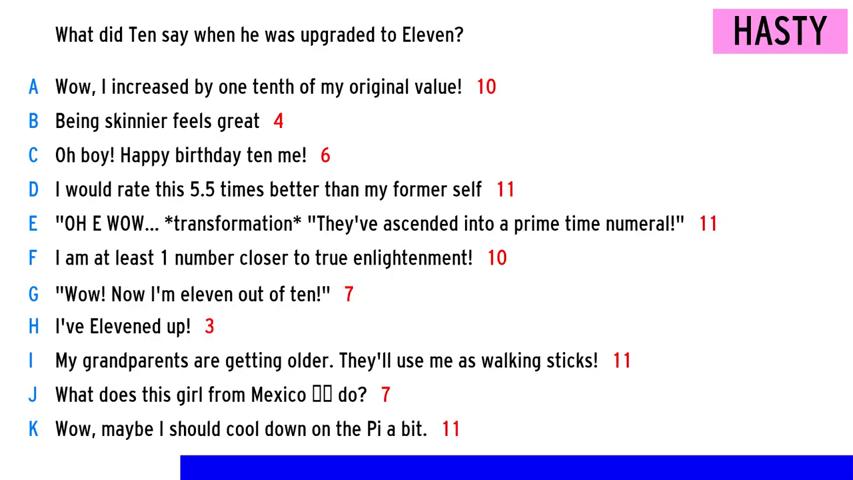 What did Ten say when he was upgraded to Eleven?
HASTY
A Wow, I increased by one tenth of my original value! 10
B Being skinnier feels great 4
C Oh boy! Happy birthday ten me! 6
D I would rate this 5.5 times better than my former self 11
E "OH E WOW... *transformation* "They've ascended into a prime time numeral!" 11
F I am at least 1 number closer to true enlightenment! 10
G "Wow! Now I'm eleven out of ten!" 7
H I've Elevened up! 3
I My grandparents are getting older. They'll use me as walking sticks! 11
J What does this girl from Mexico do? 7
K Wow, maybe I should cool down on the Pi a bit. 11